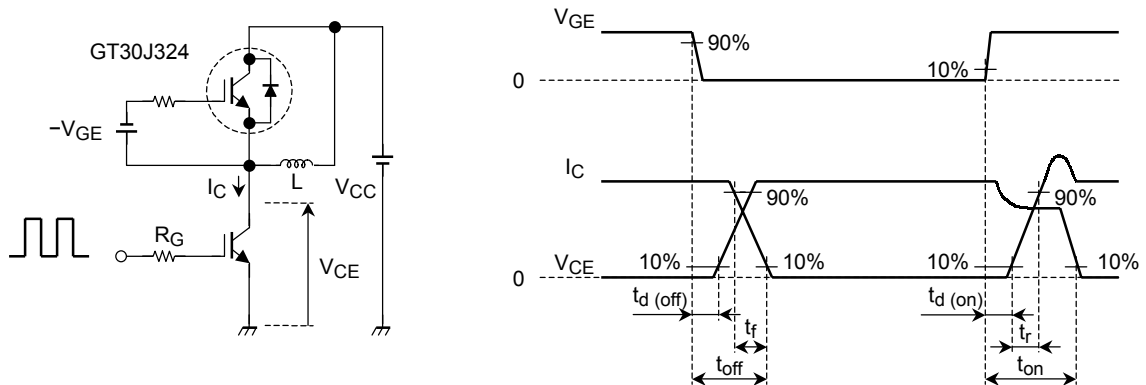 GT30J324
−VGE
IC
L
VCC
RG
VCE
VGE
90%
0
10%
IC
90%
90%
VCE
10%
10%
10%
10%
0
td (off)
td (on)
tf
tr
toff
ton